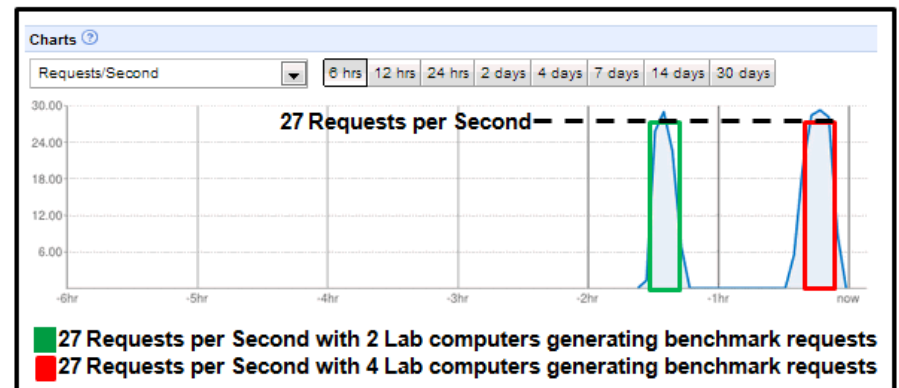 Charts ?
Requests/Second 6 hrs 12 hrs 24 hrs 2 days 4 days 7 days 14 days 30 days
30.00
27 Requests per Second
24.00
18.00
12.00
6.00
-6hr -5hr -4hr -3hr -2hr -1hr now
27 Requests per Second with 2 Lab computers generating benchmark requests
27 Requests per Second with 4 Lab computers generating benchmark requests